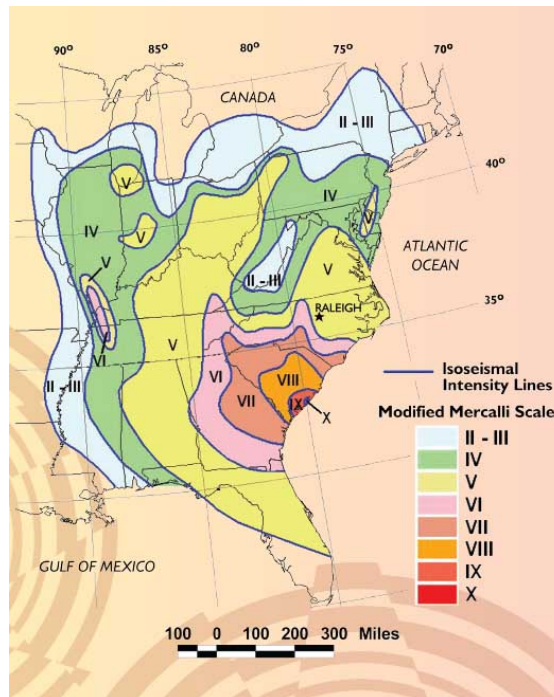 90°
85°
80°
75°
70°
CANADA
II - III
40°
V
IV
IV
V
V
V
ATLANTIC
OCEAN
V
II - III
V
RALEIGH
35°
VI
V
II - III
VI
VIII
VII
IX
X
Isoseismal
Intensity Lines
Modified Mercalli Scale
II - III
IV
V
VI
VII
VIII
IX
X
GULF OF MEXICO
100 0 100 200 300 Miles